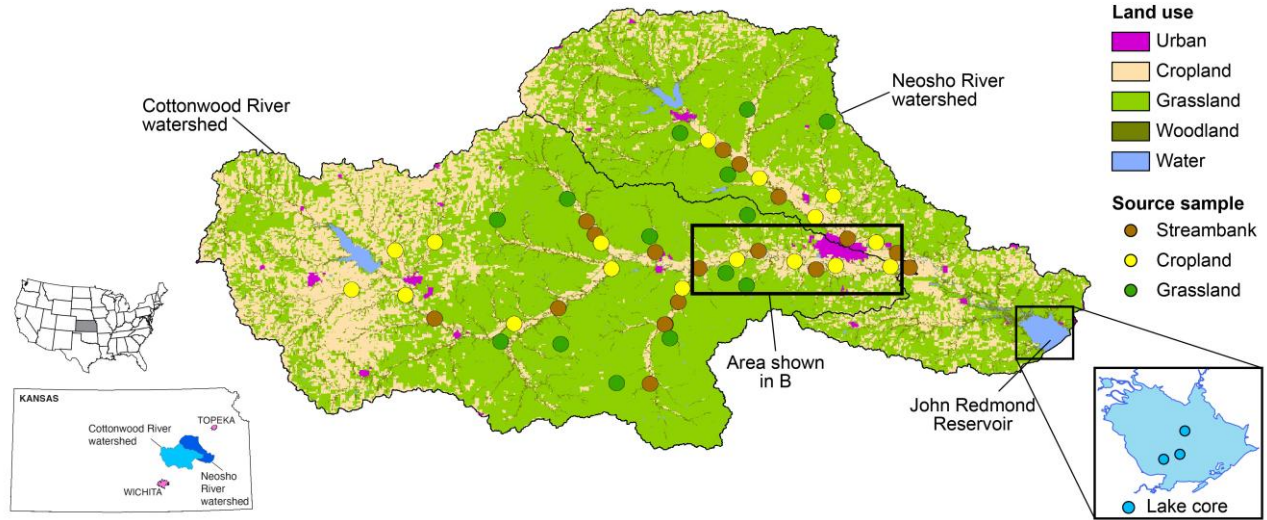 Land use
Urban
Cropland
Grassland
Woodland
Water
Source sample
Streambank
Cropland
Grassland
Cottonwood River
watershed
Neosho River
watershed
Area shown
in B
John Redmond
Reservoir
KANSAS
TOPEKA
Cottonwood River
watershed
Neosho
River
watershed
WICHITA
Lake core